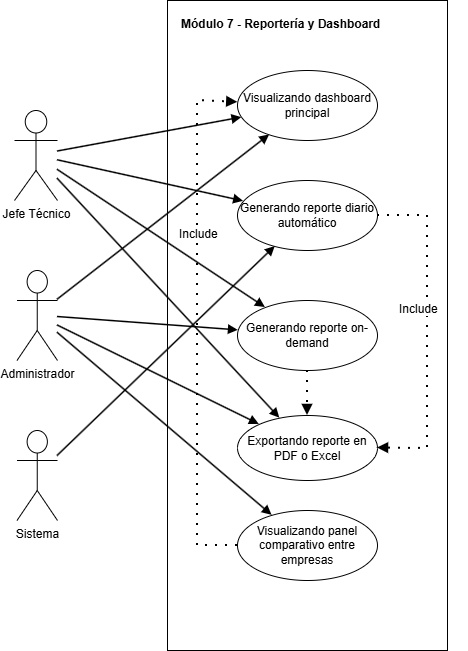 Módulo 7 - Reportería y Dashboard
Visualizando dashboard
principal
Jefe Técnico
Generando reporte diario
automático
Include
Include
Generando reporte on-
demand
Administrador
Exportando reporte en
PDF o Excel
Sistema
Visualizando panel
comparativo entre
empresas